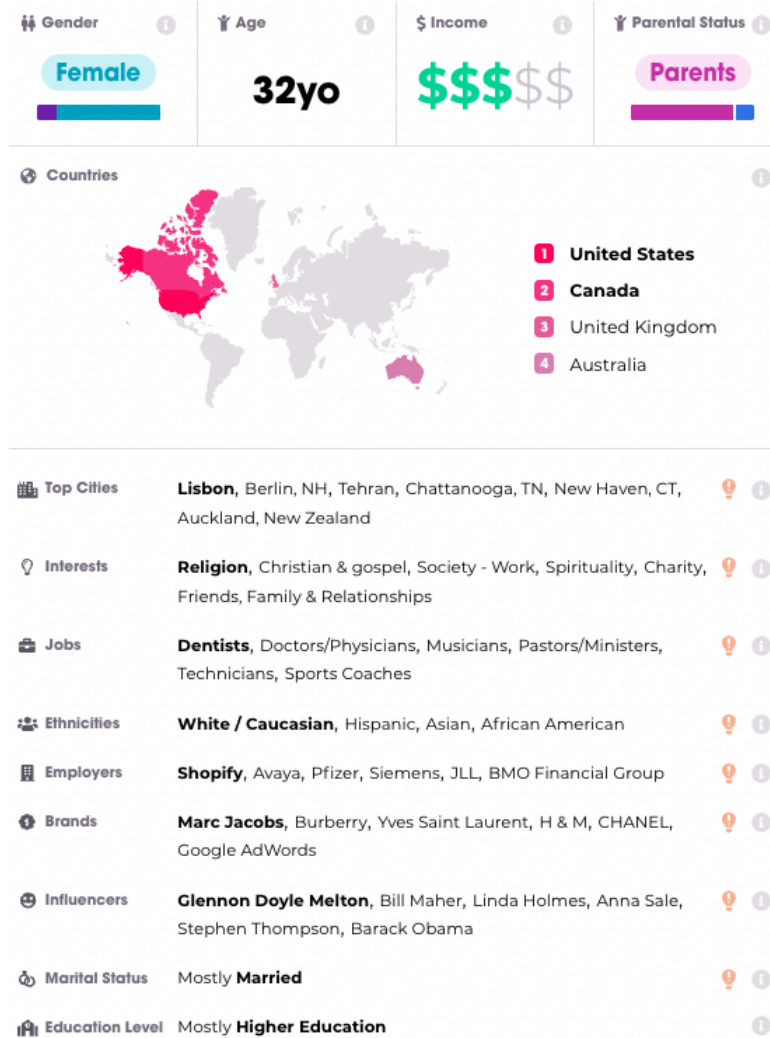 Gender
Age
$ Income
Parental Status
Female
32yo
$$$$$
Parents
Countries
1 United States
2 Canada
3 United Kingdom
4 Australia
Top Cities
Lisbon, Berlin, NH, Tehran, Chattanooga, TN, New Haven, CT,
Auckland, New Zealand
Interests
Religion, Christian & gospel, Society - Work, Spirituality, Charity,
Friends, Family & Relationships
Jobs
Dentists, Doctors/Physicians, Musicians, Pastors/Ministers,
Technicians, Sports Coaches
Ethnicities
White / Caucasian, Hispanic, Asian, African American
Employers
Shopify, Avaya, Pfizer, Siemens, JLL, BMO Financial Group
Brands
Marc Jacobs, Burberry, Yves Saint Laurent, H & M, CHANEL,
Google AdWords
Influencers
Glennon Doyle Melton, Bill Maher, Linda Holmes, Anna Sale,
Stephen Thompson, Barack Obama
Marital Status
Mostly Married
Education Level
Mostly Higher Education